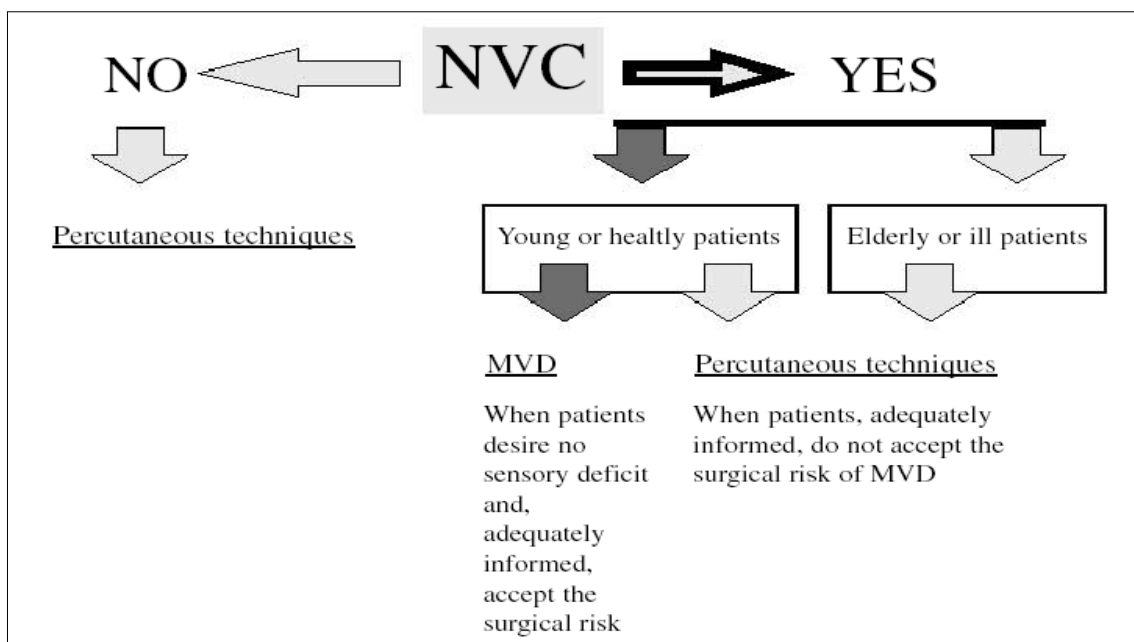 NO
NVC
YES
Percutaneous techniques
Young or healtly patients
Elderly or ill patients
MVD
When patients
desire no
sensory deficit
and,
adequately
informed,
accept the
surgical risk
Percutaneous techniques
When patients, adequately
informed, do not accept the
surgical risk of MVD